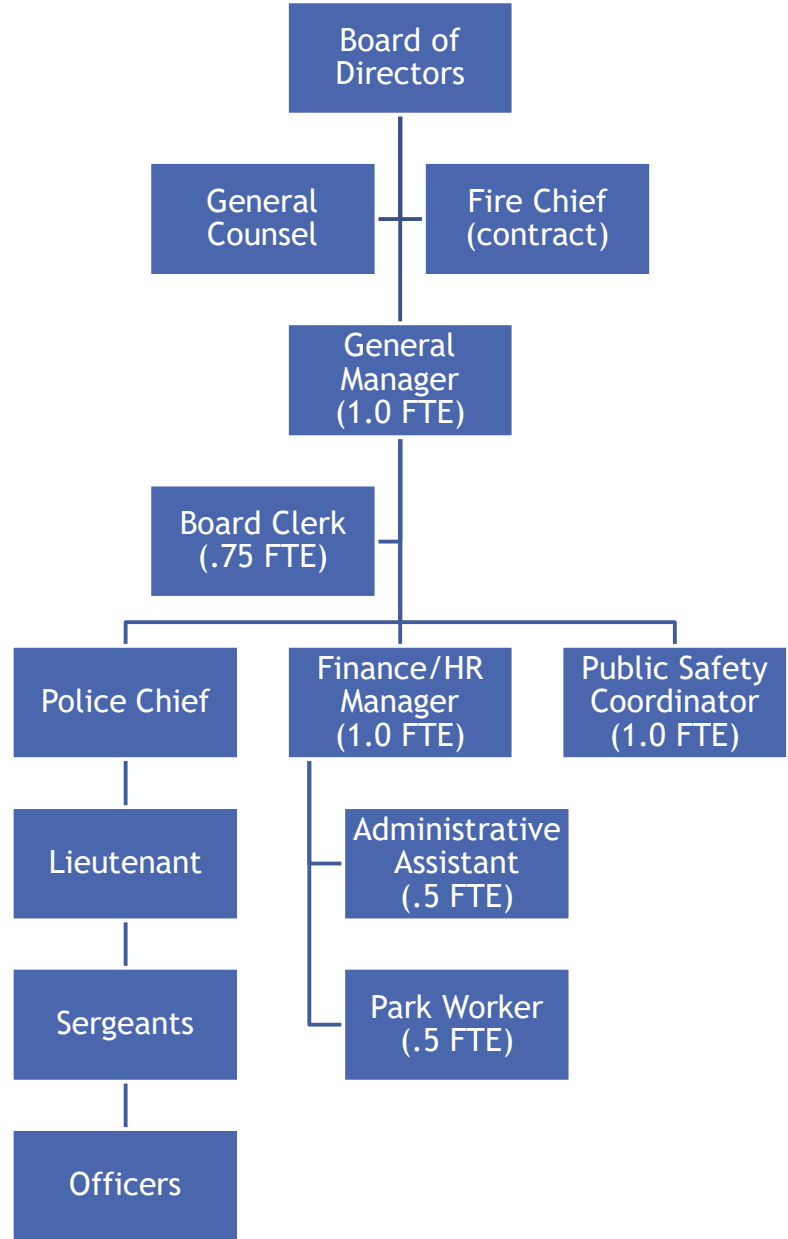 Board of
Directors
General
Counsel
Fire Chief
(contract)
General
Manager
(1.0 FTE)
Board Clerk
(.75 FTE)
Police Chief
Finance/HR
Manager
(1.0 FTE)
Public Safety
Coordinator
(1.0 FTE)
Lieutenant
Administrative
Assistant
(.5 FTE)
Sergeants
Park Worker
(.5 FTE)
Officers